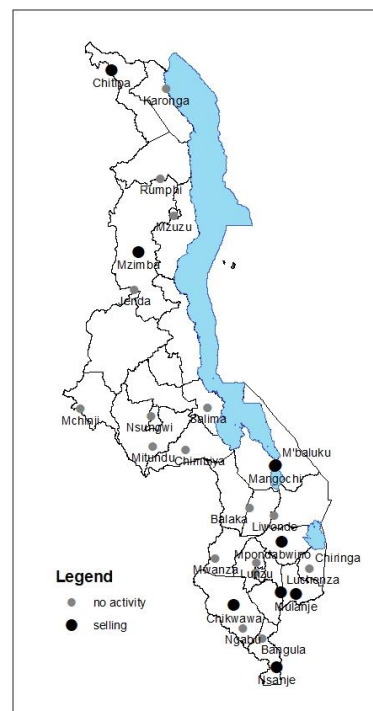 Chitipa
Karonga
Rumphi
Mzuzu
Mzimba
Jenda
Mchinji
Salima
Nsungwi
Mitundu
Chimbiya
M'baluku
Mangochi
Balaka
Liwonde
Mpondabwino
Chiringa
Mwanza
Lunzu
Luchenza
Mulanje
Chikwawa
Ngabu
Bangula
Nsanje
Legend
no activity
selling